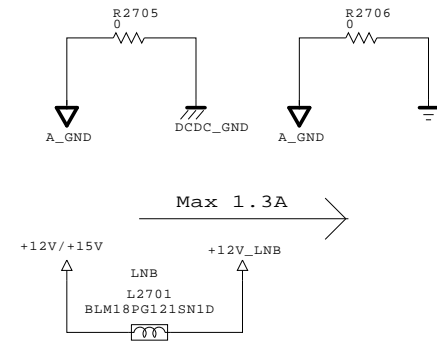 R2705
0
R2706
0
A_GND
DCDC_GND
A_GND
Max 1.3A
+12V/+15V
+12V_LNB
LNB
L2701
BLM18PG121SN1D